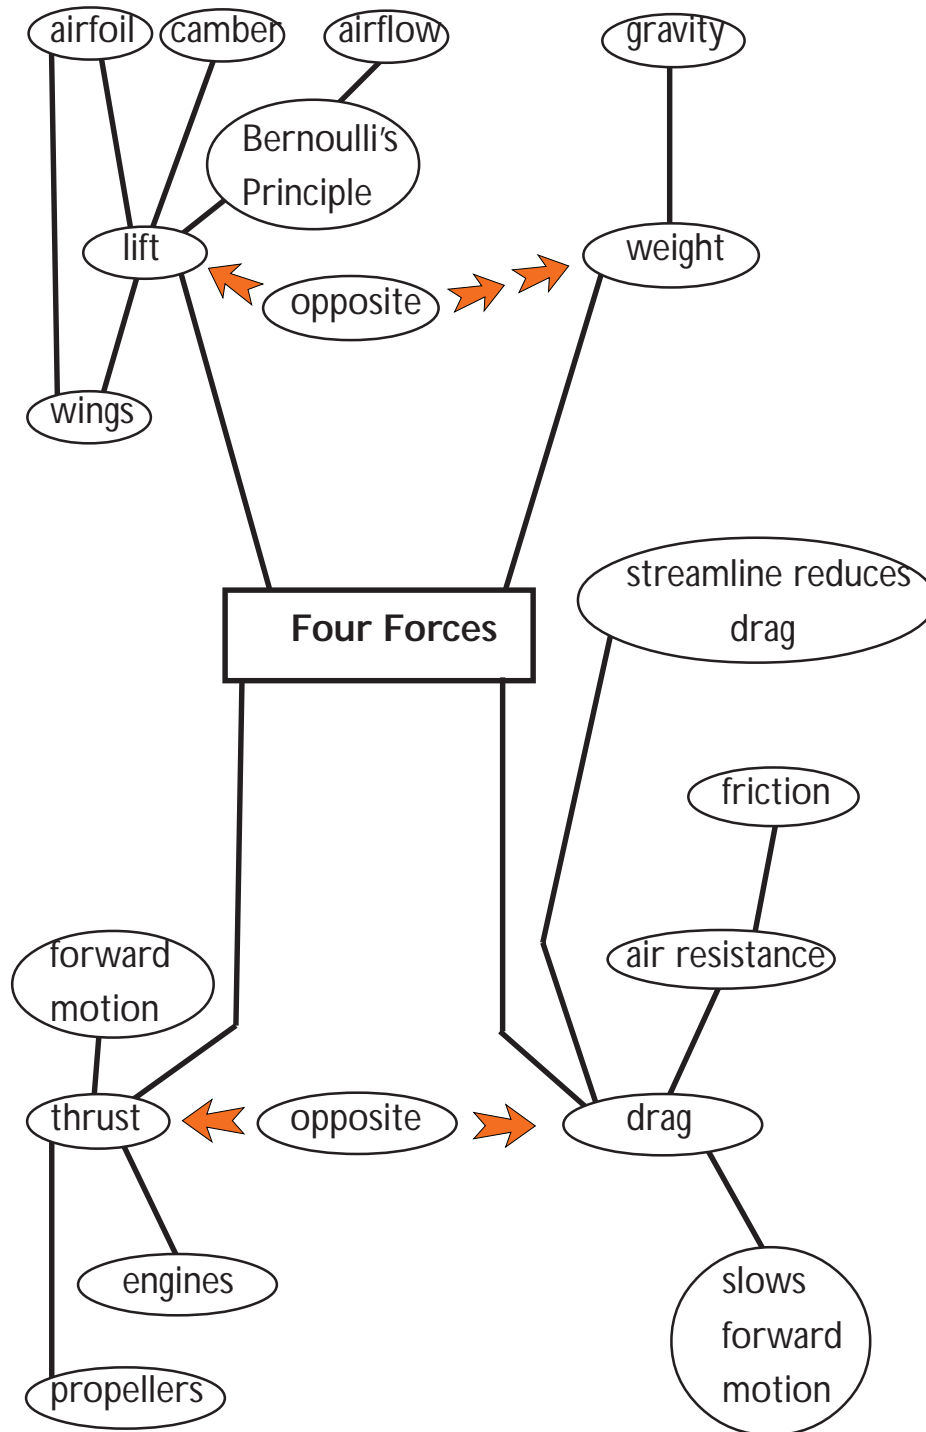 airfoil
camber
airflow
gravity
Bernoulli's
Principle
lift
weight
opposite
wings
Four Forces
streamline reduces
drag
friction
forward
motion
air resistance
thrust
opposite
drag
engines
slows
forward
motion
propellers